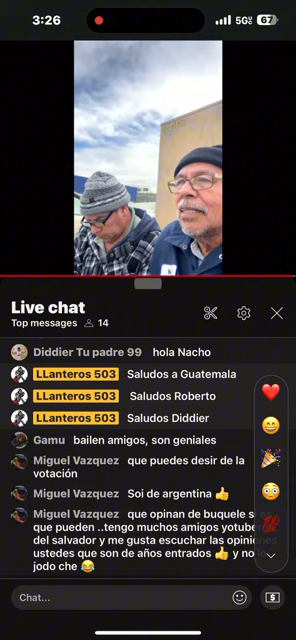 3:26
5GE 67
Live chat
Top messages 14
Diddier Tu padre 99 hola Nacho
LLanteros 503 Saludos a Guatemala
LLanteros 503 Saludos Roberto
LLanteros 503 Saludos Diddier
Gamu bailen amigos, son geniales
Miguel Vazquez que puedes desir de la
votación
Miguel Vazquez Soi de argentina 👍
Miguel Vazquez que opinan de buquele
que pueden ..tengo muchos amigos yotuber
del salvador y me gusta escuchar las opiniones
ustedes que son de años entrados 👍 y no
jodo che 😂
Chat...